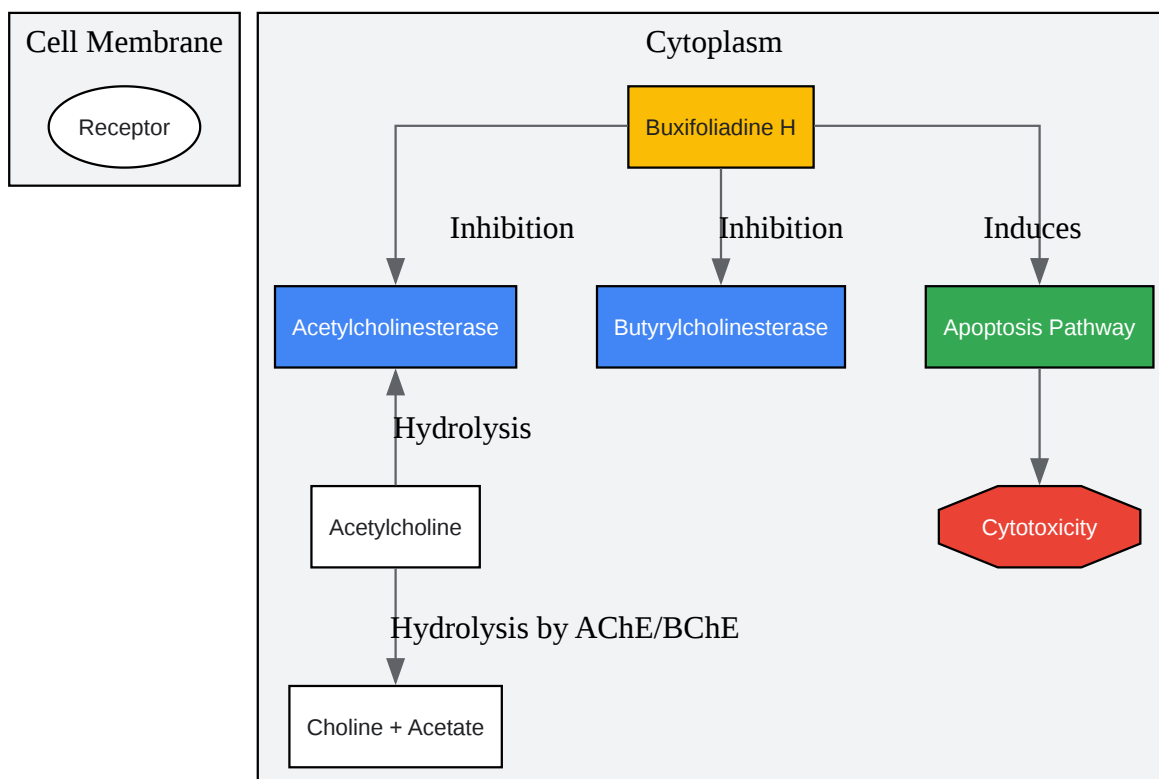 Cell Membrane
Receptor
Cytoplasm
Buxifoliadine H
Inhibition
Inhibition
Induces
Acetylcholinesterase
Butyrylcholinesterase
Apoptosis Pathway
Hydrolysis
Acetylcholine
Cytotoxicity
Hydrolysis by AChE/BChE
Choline + Acetate